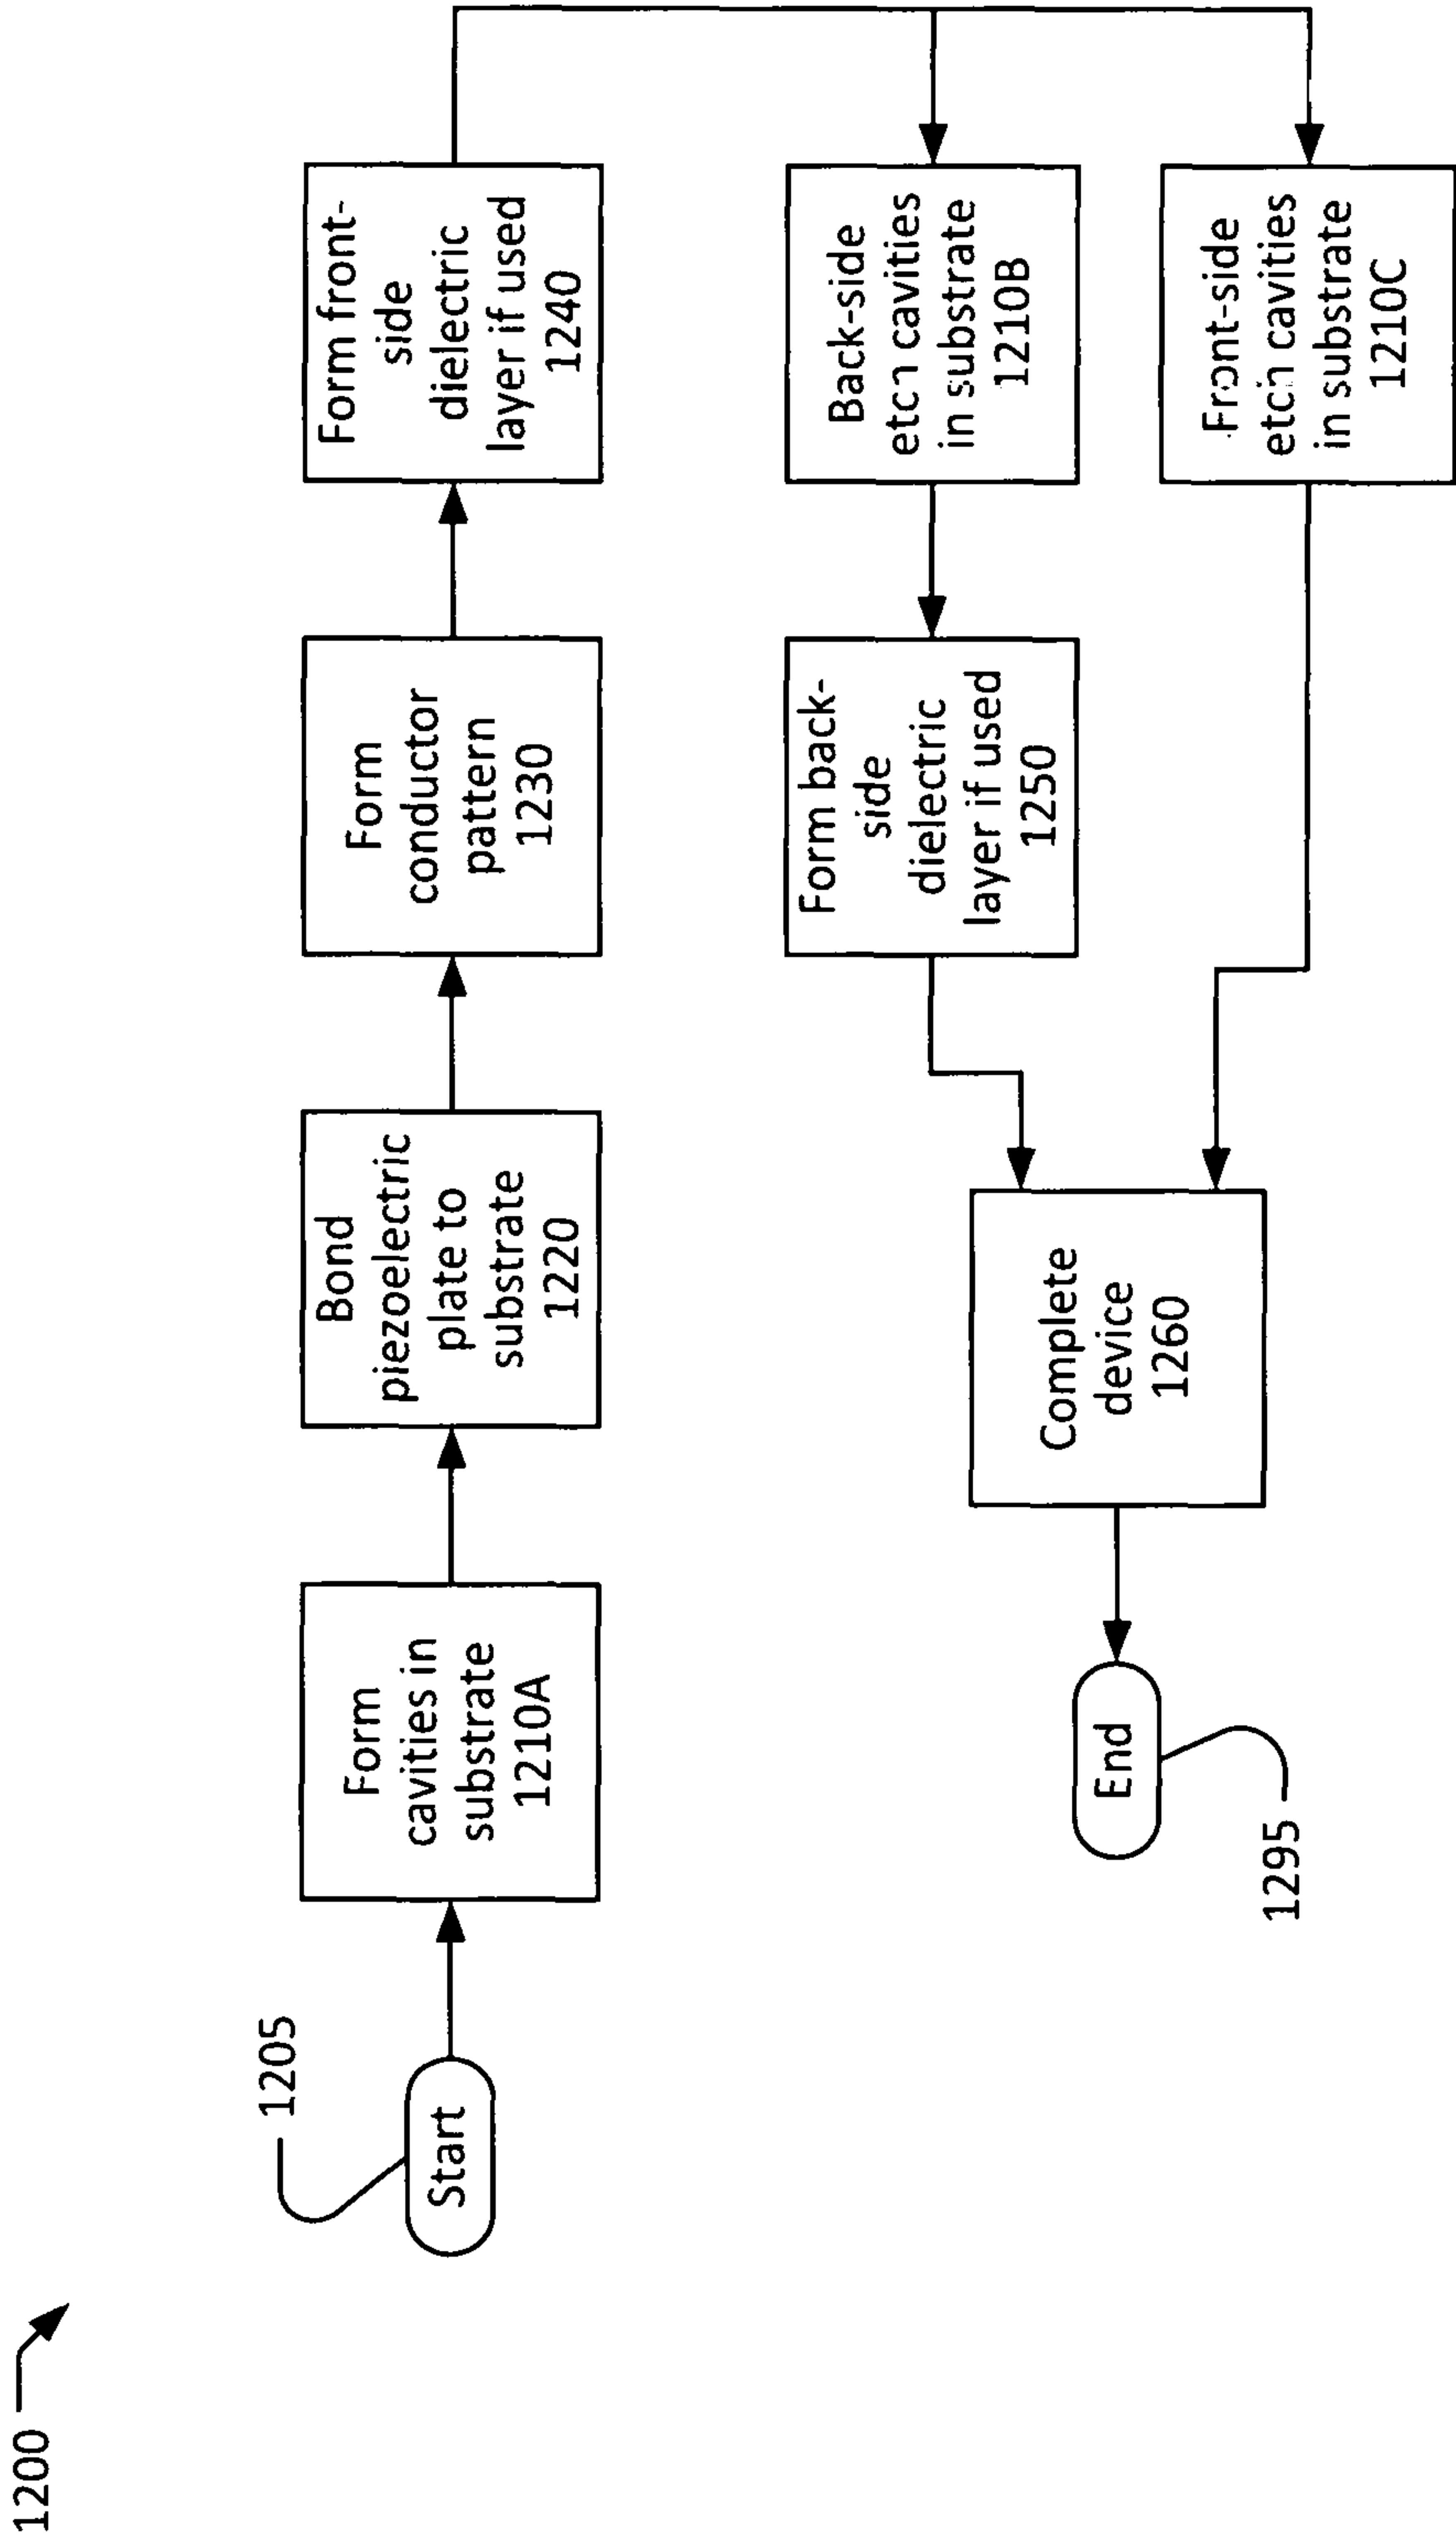 1200
1205
Start
Form
cavities in
substrate
1210A
Bond
piezoelectric
plate to
substrate
1220
Form
conductor
pattern
1230
Form front-
side
dielectric
layer if used
1240
Back-side
etch cavities
in substrate
1210B
Form back-
side
dielectric
layer if used
1250
Front-side
etch cavities
in substrate
1210C
Complete
device
1260
End
1295